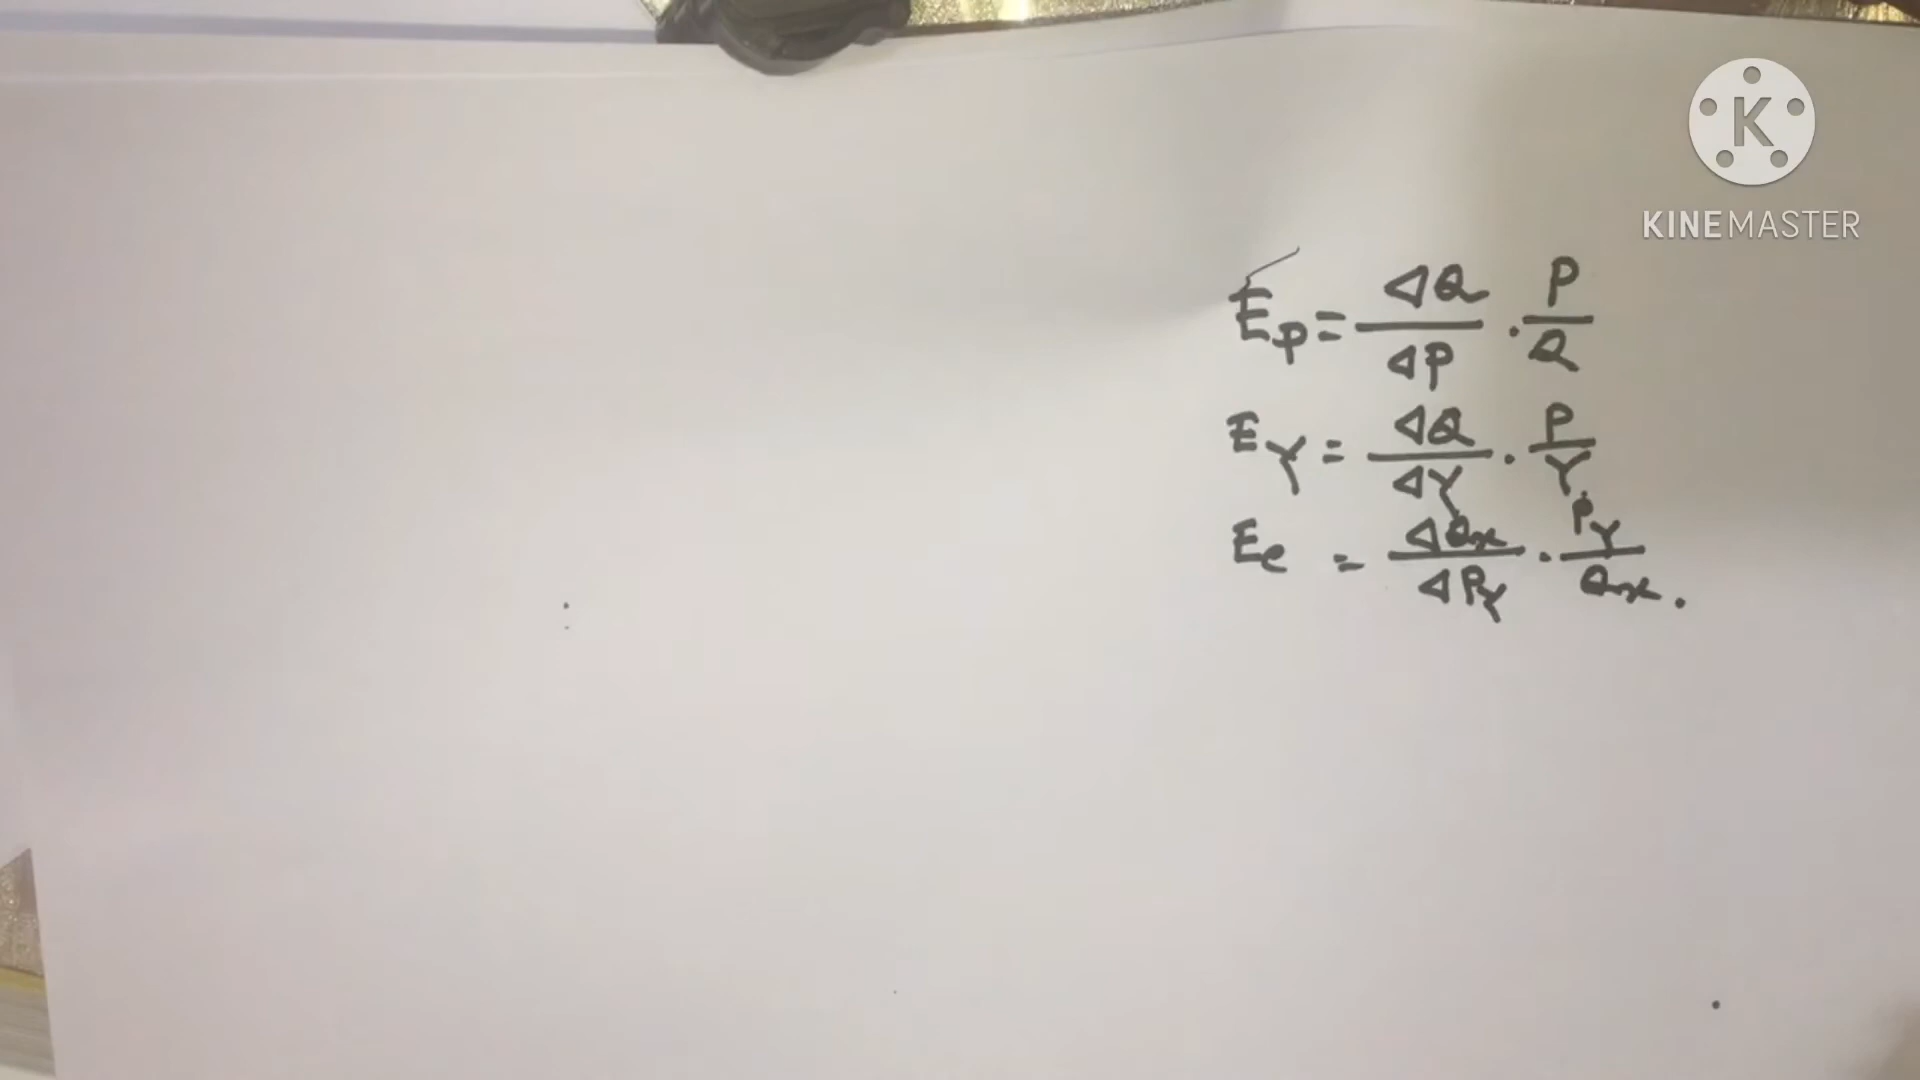 K
KINEMASTER
Ep = ΔQ/ΔP . P/Q
EY = ΔQ/ΔY . P/Y
Ec = ΔQx/ΔPY . PY/Qx.